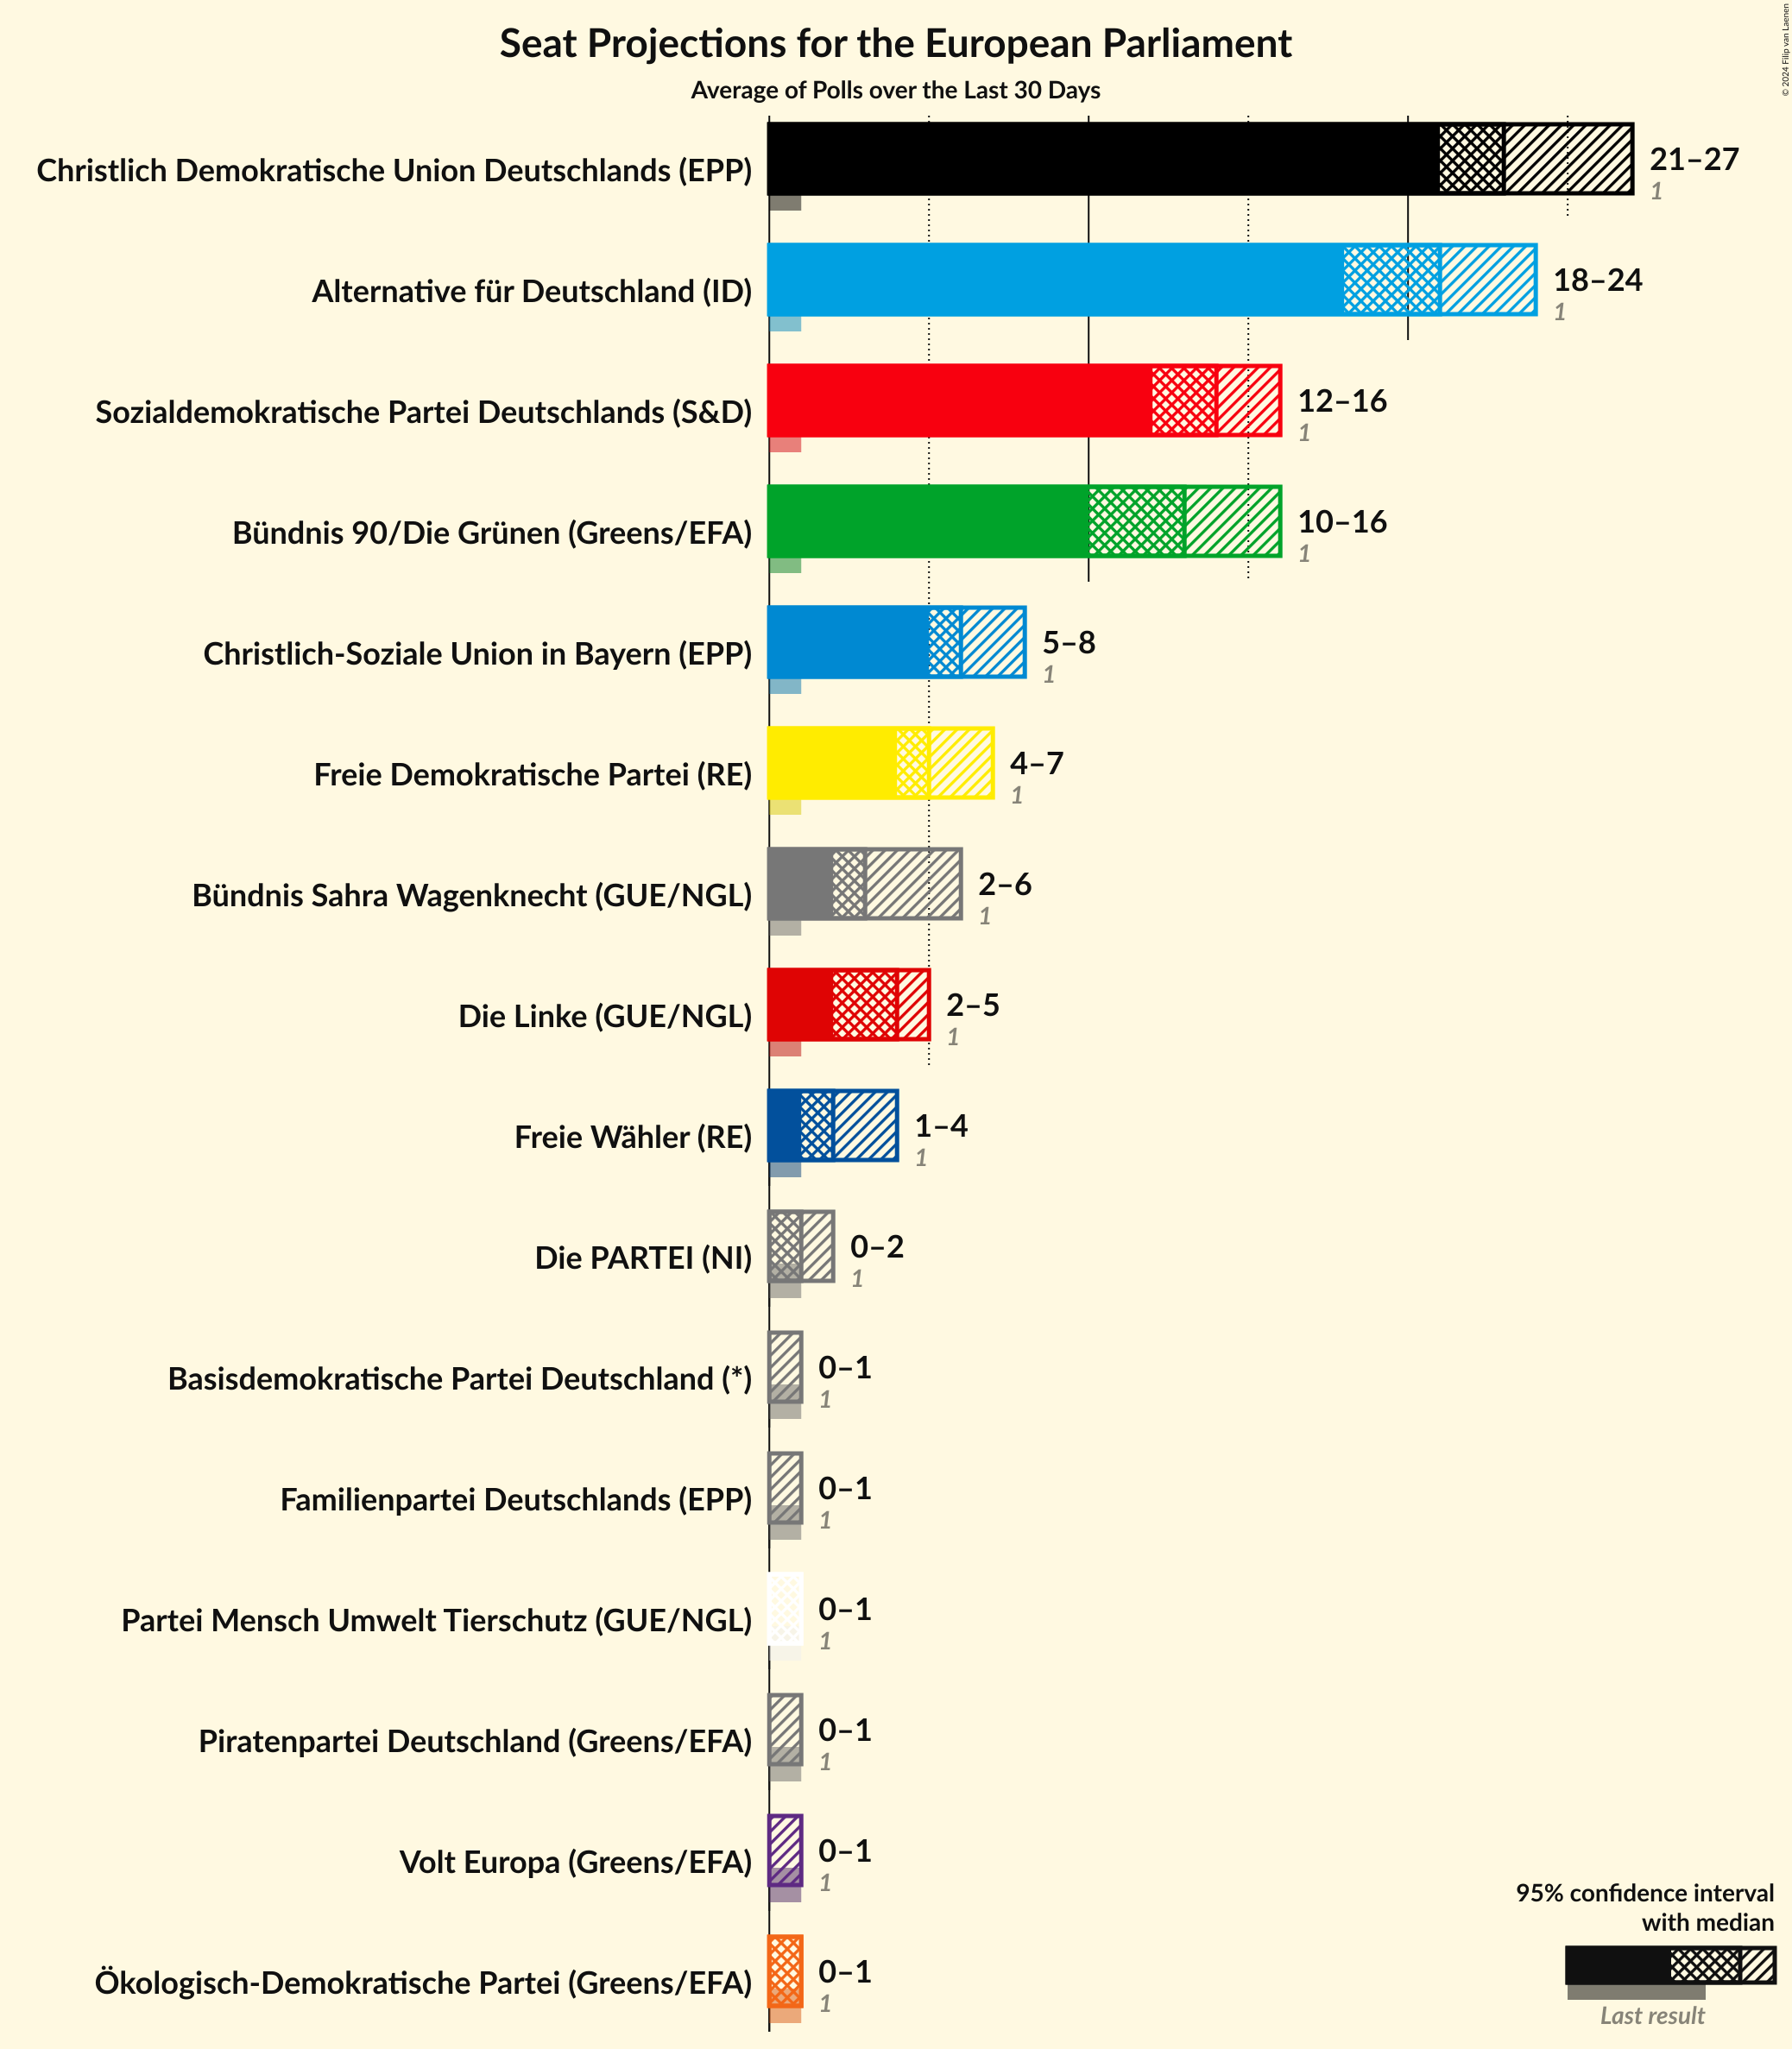 Seat Projections for the European Parliament
Average of Polls over the Last 30 Days
© 2024 Filip van Laenen
Christlich Demokratische Union Deutschlands (EPP)
21–27
1
Alternative für Deutschland (ID)
18–24
1
Sozialdemokratische Partei Deutschlands (S&D)
12–16
1
Bündnis 90/Die Grünen (Greens/EFA)
10–16
1
Christlich-Soziale Union in Bayern (EPP)
5–8
1
Freie Demokratische Partei (RE)
4–7
1
Bündnis Sahra Wagenknecht (GUE/NGL)
2–6
1
Die Linke (GUE/NGL)
2–5
1
Freie Wähler (RE)
1–4
1
Die PARTEI (NI)
0–2
1
Basisdemokratische Partei Deutschland (*)
0–1
1
Familienpartei Deutschlands (EPP)
0–1
1
Partei Mensch Umwelt Tierschutz (GUE/NGL)
0–1
1
Piratenpartei Deutschland (Greens/EFA)
0–1
1
Volt Europa (Greens/EFA)
0–1
1
Ökologisch-Demokratische Partei (Greens/EFA)
0–1
1
95% confidence interval
with median
Last result